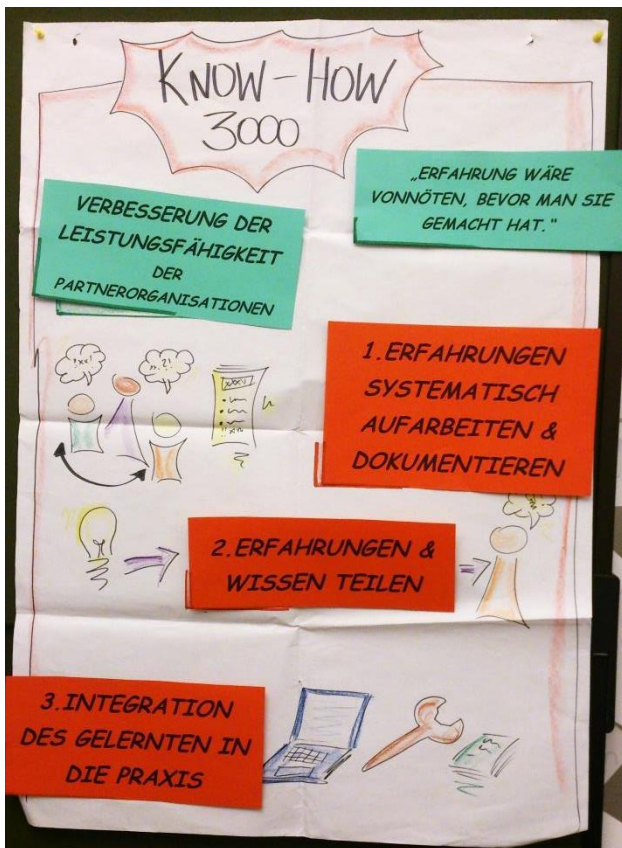 KNOW-HOW
3000
„ERFAHRUNG WÄRE
VONNÖTEN, BEVOR MAN SIE
GEMACHT HAT."
VERBESSERUNG DER
LEISTUNGSFÄHIGKEIT
DER
PARTNERORGANISATIONEN
1.ERFAHRUNGEN
SYSTEMATISCH
AUFARBEITEN &
DOKUMENTIEREN
2.ERFAHRUNGEN &
WISSEN TEILEN
3.INTEGRATION
DES GELERNTEN IN
DIE PRAXIS